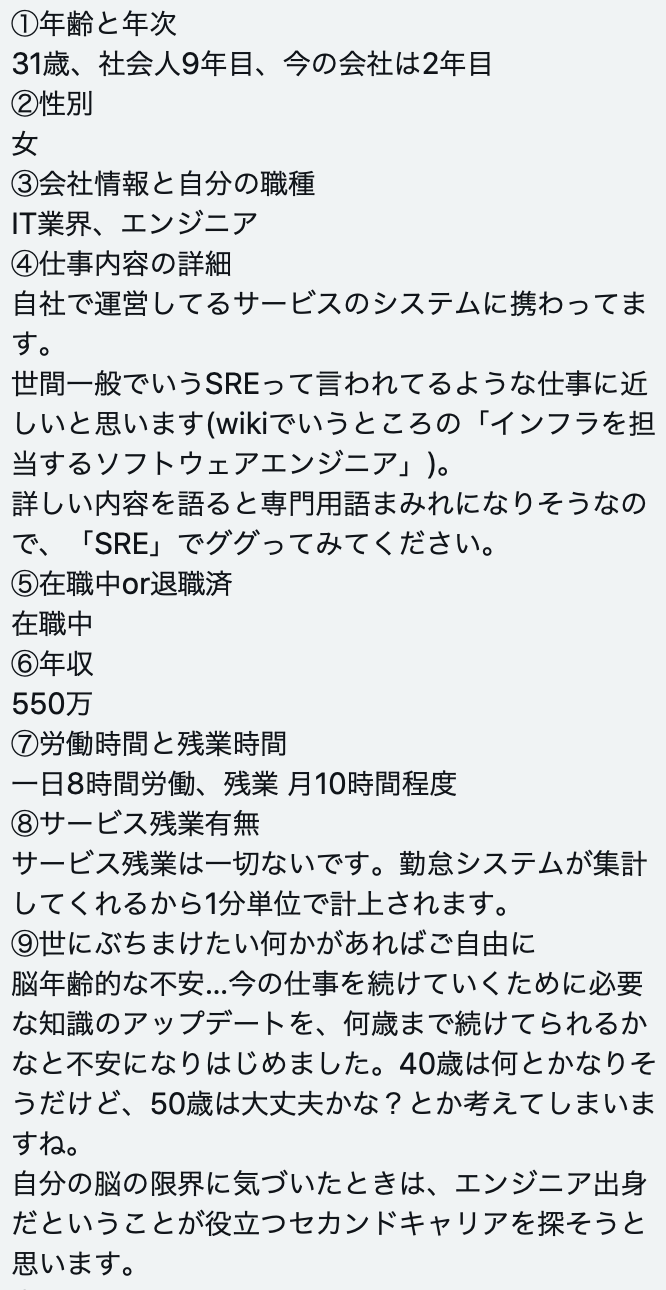 ①年齢と年次
31歳、社会人9年目、今の会社は2年目
②性別
女
③会社情報と自分の職種
IT業界、エンジニア
④仕事内容の詳細
自社で運営してるサービスのシステムに携わってま
す。
世間一般でいうSREって言われてるような仕事に近
しいと思います(wikiでいうところの「インフラを担
当するソフトウェアエンジニア」)。
詳しい内容を語ると専門用語まみれになりそうなの
で、「SRE」でググってみてください。
⑤在職中or退職済
在職中
⑥年収
550万
⑦労働時間と残業時間
一日8時間労働、残業 月10時間程度
⑧サービス残業有無
サービス残業は一切ないです。勤怠システムが集計
してくれるから1分単位で計上されます。
⑨世にぶちまけたい何かがあればご自由に
脳年齢的な不安...今の仕事を続けていくために必要
な知識のアップデートを、何歳まで続けてられるか
なと不安になりはじめました。40歳は何とかなりそ
うだけど、50歳は大丈夫かな？とか考えてしまいま
すね。
自分の脳の限界に気づいたときは、エンジニア出身
だということが役立つセカンドキャリアを探そうと
思います。